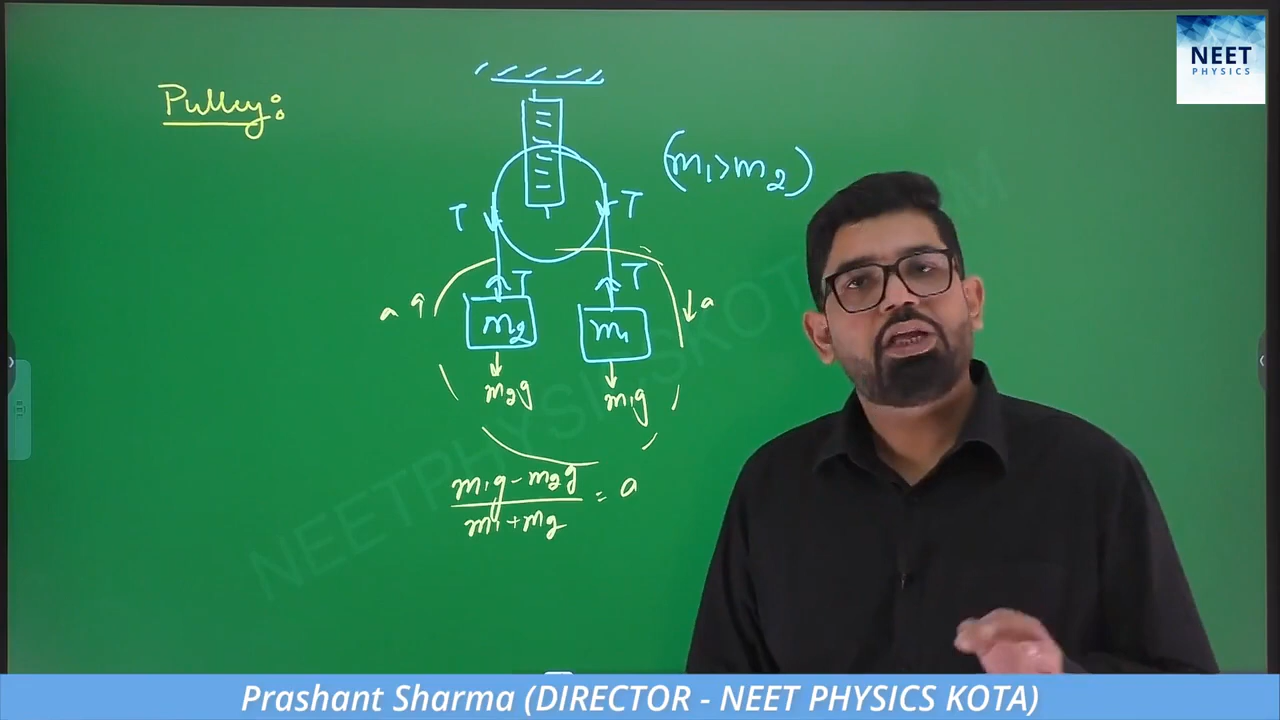 NEET
PHYSICS
Pulley:
(m₁>m₂)
T T
T T
a a
m₂ m₁
m₂g m₁g
m₁g - m₂g
= a
m₁ + m₂
NEETPHYSICSKOTA
Prashant Sharma (DIRECTOR - NEET PHYSICS KOTA)